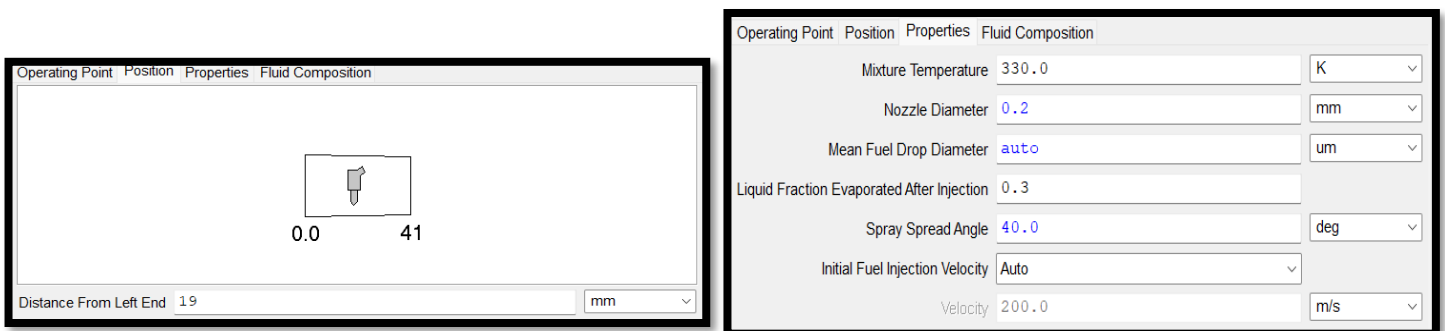 Operating Point Position Properties Fluid Composition
0.0 41
Distance From Left End 19 mm
Operating Point Position Properties Fluid Composition
Mixture Temperature 330.0 K
Nozzle Diameter 0.2 mm
Mean Fuel Drop Diameter auto um
Liquid Fraction Evaporated After Injection 0.3
Spray Spread Angle 40.0 deg
Initial Fuel Injection Velocity Auto
Velocity 200.0 m/s